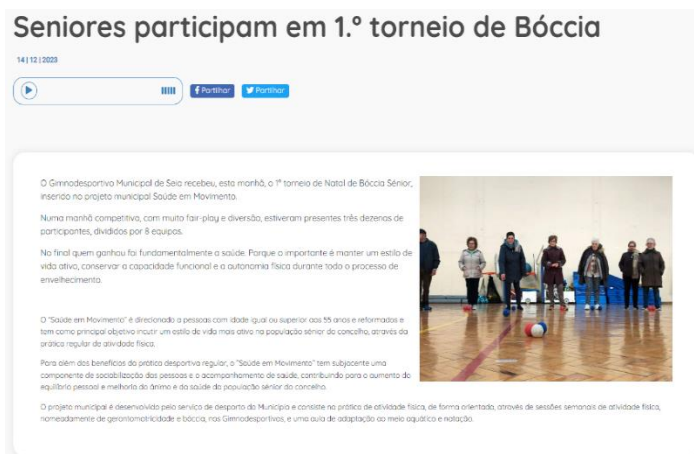 Seniores participam em 1.º torneio de Bóccia
14 | 12 | 2023
Partilhar
Partilhar
O Gimnodesportivo Municipal de Seia recebeu, esta manhã, o 1º torneio de Natal de Bóccia Sénior,
inserido no projeto municipal Saúde em Movimento.
Numa manhã competitiva, com muito fair-play e diversão, estiveram presentes três dezenas de
participantes, divididos por 8 equipas.
No final quem ganhou foi fundamentalmente a saúde. Porque o importante é manter um estilo de
vida ativo, conservar a capacidade funcional e a autonomia física durante todo o processo de
envelhecimento.
O "Saúde em Movimento" é direcionado a pessoas com idade igual ou superior aos 55 anos e reformados e
tem como principal objetivo incutir um estilo de vida mais ativo na população sénior do concelho, através da
prática regular de atividade física.
Para além dos benefícios da prática desportiva regular, o "Saúde em Movimento" tem subjacente uma
componente de sociabilização das pessoas e o acompanhamento de saúde, contribuindo para o aumento do
equilíbrio pessoal e melhoria do ânimo e da saúde da população sénior do concelho.
O projeto municipal é desenvolvido pelo serviço de desporto do Município e consiste na prática de atividade física, de forma orientada, através de sessões semanais de atividade física,
nomeadamente de gerontomotricidade e bóccia, nos Gimnodesportivos, e uma aula de adaptação ao meio aquático e natação.